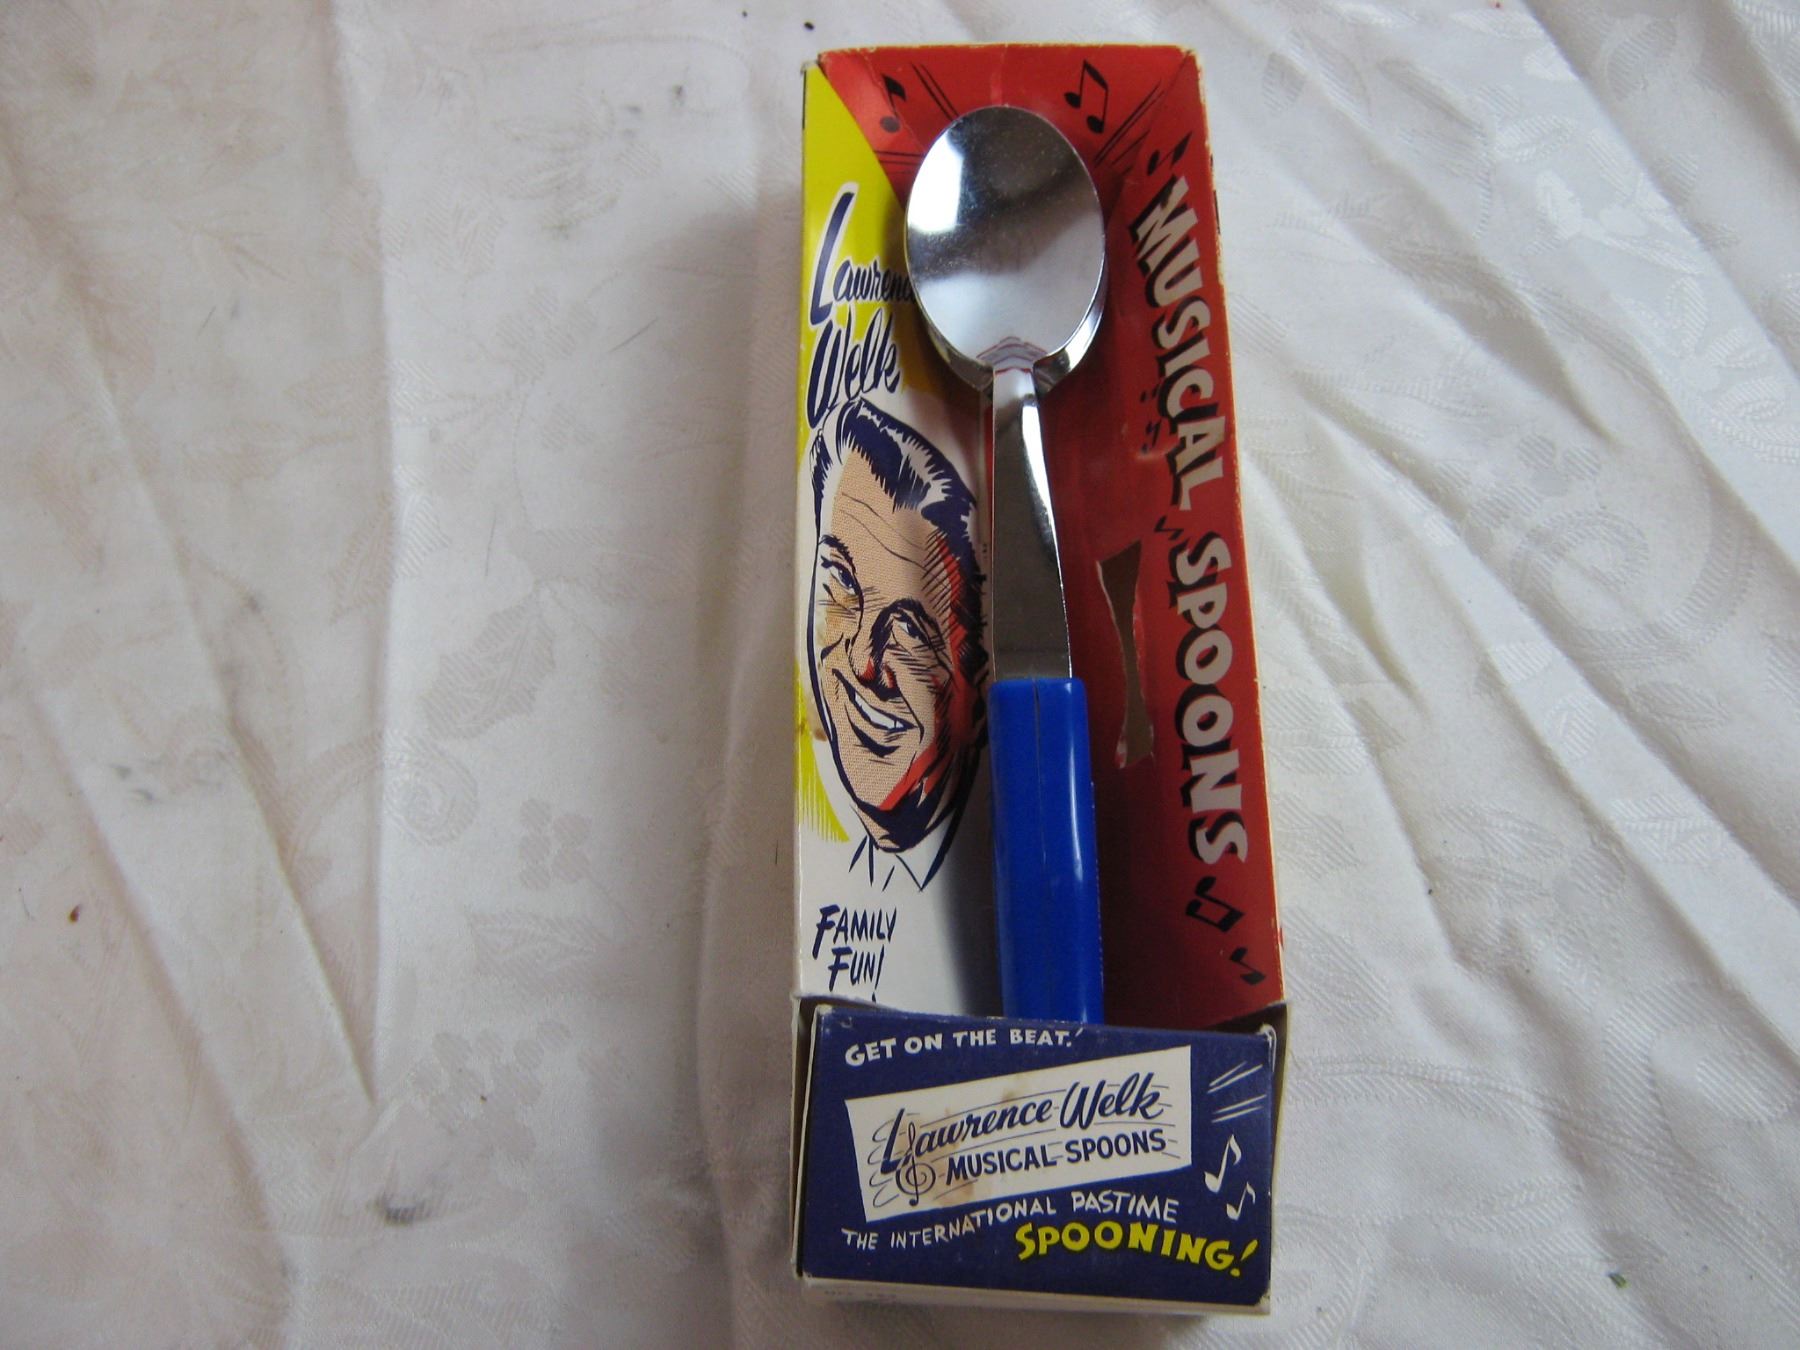 Lawrence
Welk
FAMILY
FUN!
"MUSICAL SPOONS
GET ON THE BEAT!
Lawrence Welk
MUSICAL SPOONS
THE INTERNATIONAL PASTIME
SPOONING!